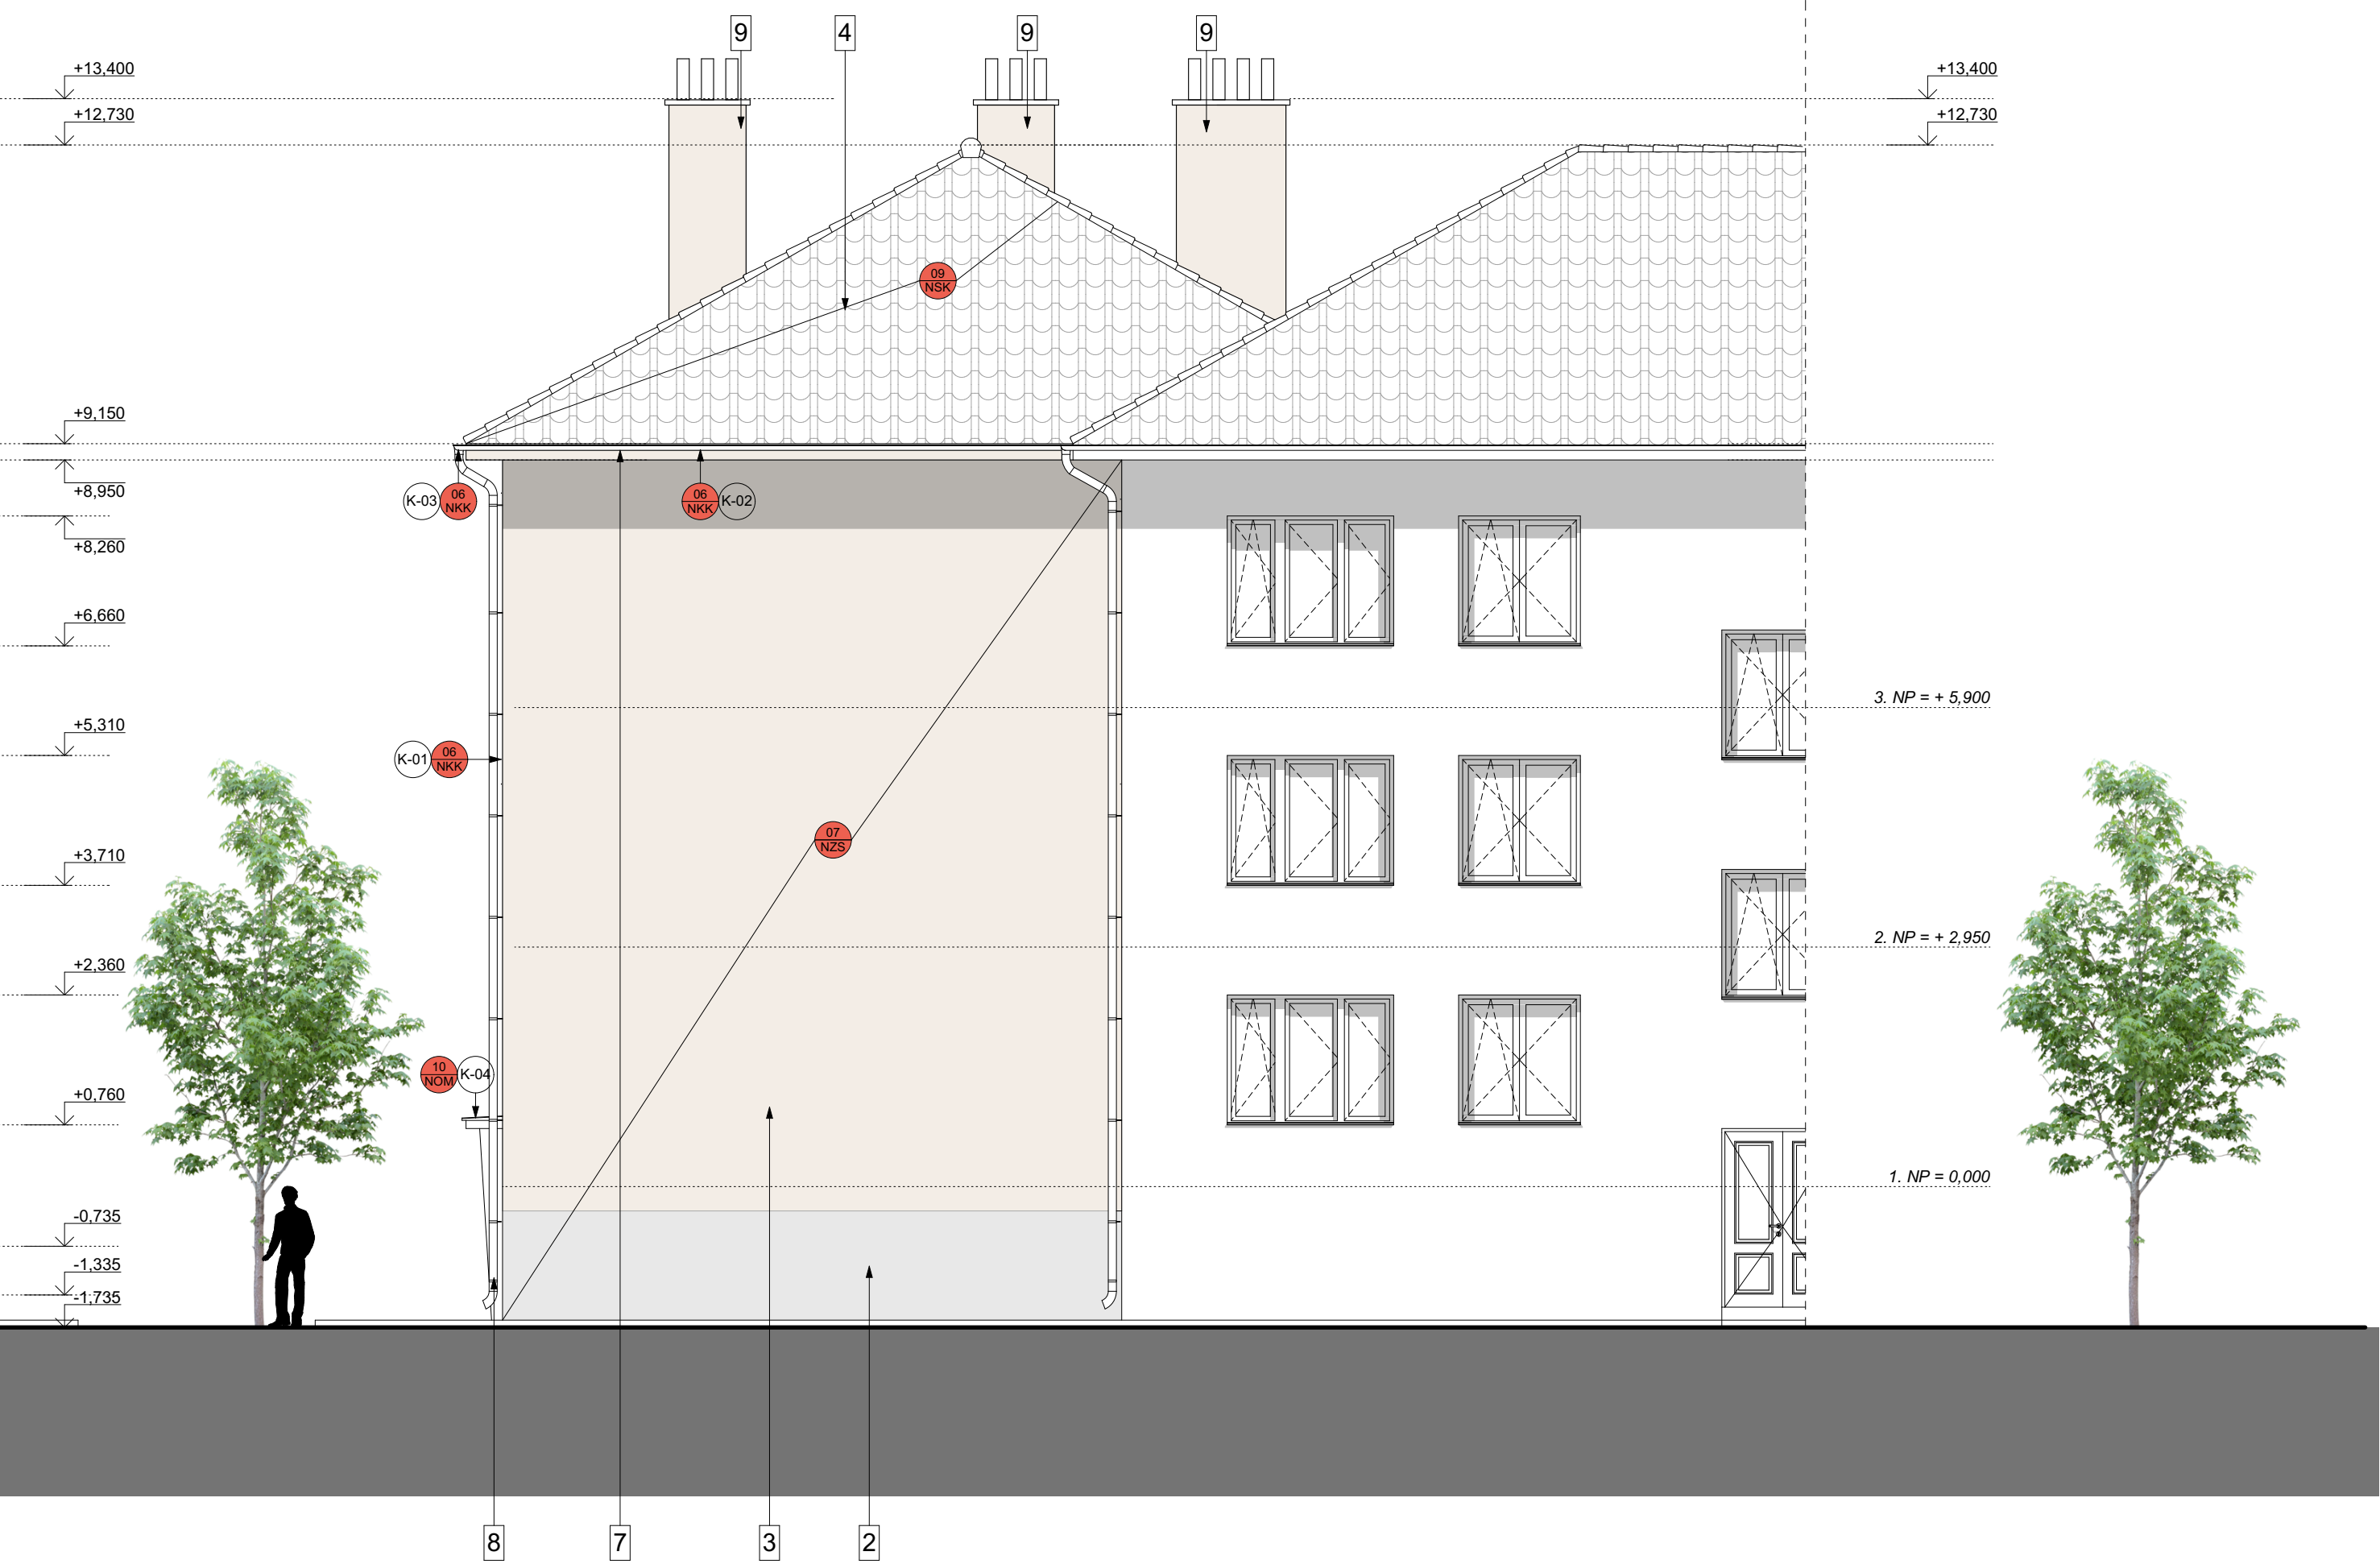 9
4
9
9
+13,400
+13,400
+12,730
+12,730
09
NSK
+9,150
+8,950
K-03
06
NKK
06
NKK
K-02
+8,260
+6,660
3. NP = + 5,900
+5,310
K-01
06
NKK
07
NZS
+3,710
2. NP = + 2,950
+2,360
10
NOM
K-04
+0,760
1. NP = 0,000
-0,735
-1,335
-1,735
8
7
3
2